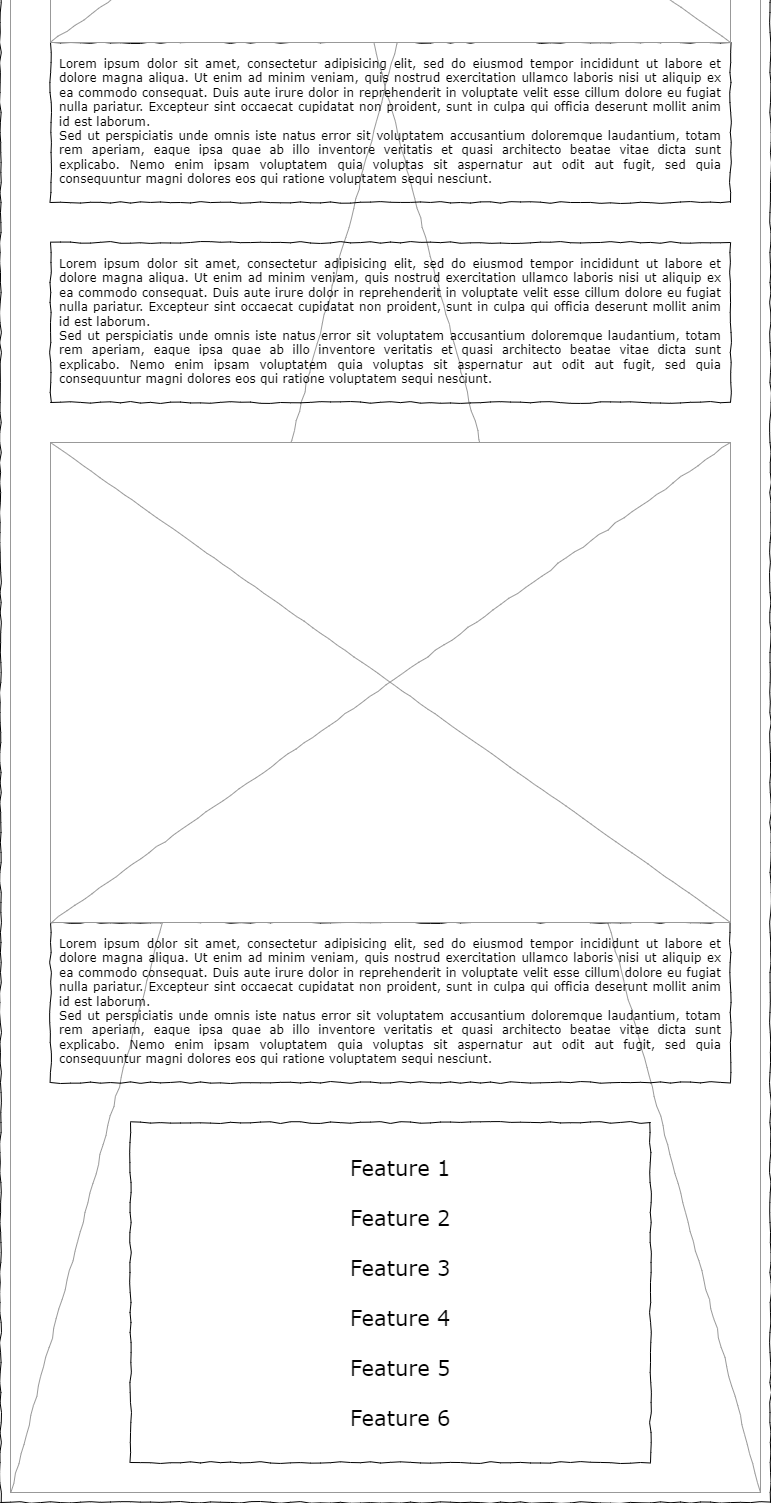 Lorem ipsum dolor sit amet, consectetur adipisicing elit, sed do eiusmod tempor incididunt ut labore et
dolore magna aliqua. Ut enim ad minim veniam, quis nostrud exercitation ullamco laboris nisi ut aliquip ex
ea commodo consequat. Duis aute irure dolor in reprehenderit in voluptate velit esse cillum dolore eu fugiat
nulla pariatur. Excepteur sint occaecat cupidatat non proident, sunt in culpa qui officia deserunt mollit anim
id est laborum.
Sed ut perspiciatis unde omnis iste natus error sit voluptatem accusantium doloremque laudantium, totam
rem aperiam, eaque ipsa quae ab illo inventore veritatis et quasi architecto beatae vitae dicta sunt
explicabo. Nemo enim ipsam voluptatem quia voluptas sit aspernatur aut odit aut fugit, sed quia
consequuntur magni dolores eos qui ratione voluptatem sequi nesciunt.
Lorem ipsum dolor sit amet, consectetur adipisicing elit, sed do eiusmod tempor incididunt ut labore et
dolore magna aliqua. Ut enim ad minim veniam, quis nostrud exercitation ullamco laboris nisi ut aliquip ex
ea commodo consequat. Duis aute irure dolor in reprehenderit in voluptate velit esse cillum dolore eu fugiat
nulla pariatur. Excepteur sint occaecat cupidatat non proident, sunt in culpa qui officia deserunt mollit anim
id est laborum.
Sed ut perspiciatis unde omnis iste natus error sit voluptatem accusantium doloremque laudantium, totam
rem aperiam, eaque ipsa quae ab illo inventore veritatis et quasi architecto beatae vitae dicta sunt
explicabo. Nemo enim ipsam voluptatem quia voluptas sit aspernatur aut odit aut fugit, sed quia
consequuntur magni dolores eos qui ratione voluptatem sequi nesciunt.
Lorem ipsum dolor sit amet, consectetur adipisicing elit, sed do eiusmod tempor incididunt ut labore et
dolore magna aliqua. Ut enim ad minim veniam, quis nostrud exercitation ullamco laboris nisi ut aliquip ex
ea commodo consequat. Duis aute irure dolor in reprehenderit in voluptate velit esse cillum dolore eu fugiat
nulla pariatur. Excepteur sint occaecat cupidatat non proident, sunt in culpa qui officia deserunt mollit anim
id est laborum.
Sed ut perspiciatis unde omnis iste natus error sit voluptatem accusantium doloremque laudantium, totam
rem aperiam, eaque ipsa quae ab illo inventore veritatis et quasi architecto beatae vitae dicta sunt
explicabo. Nemo enim ipsam voluptatem quia voluptas sit aspernatur aut odit aut fugit, sed quia
consequuntur magni dolores eos qui ratione voluptatem sequi nesciunt.
Feature 1
Feature 2
Feature 3
Feature 4
Feature 5
Feature 6